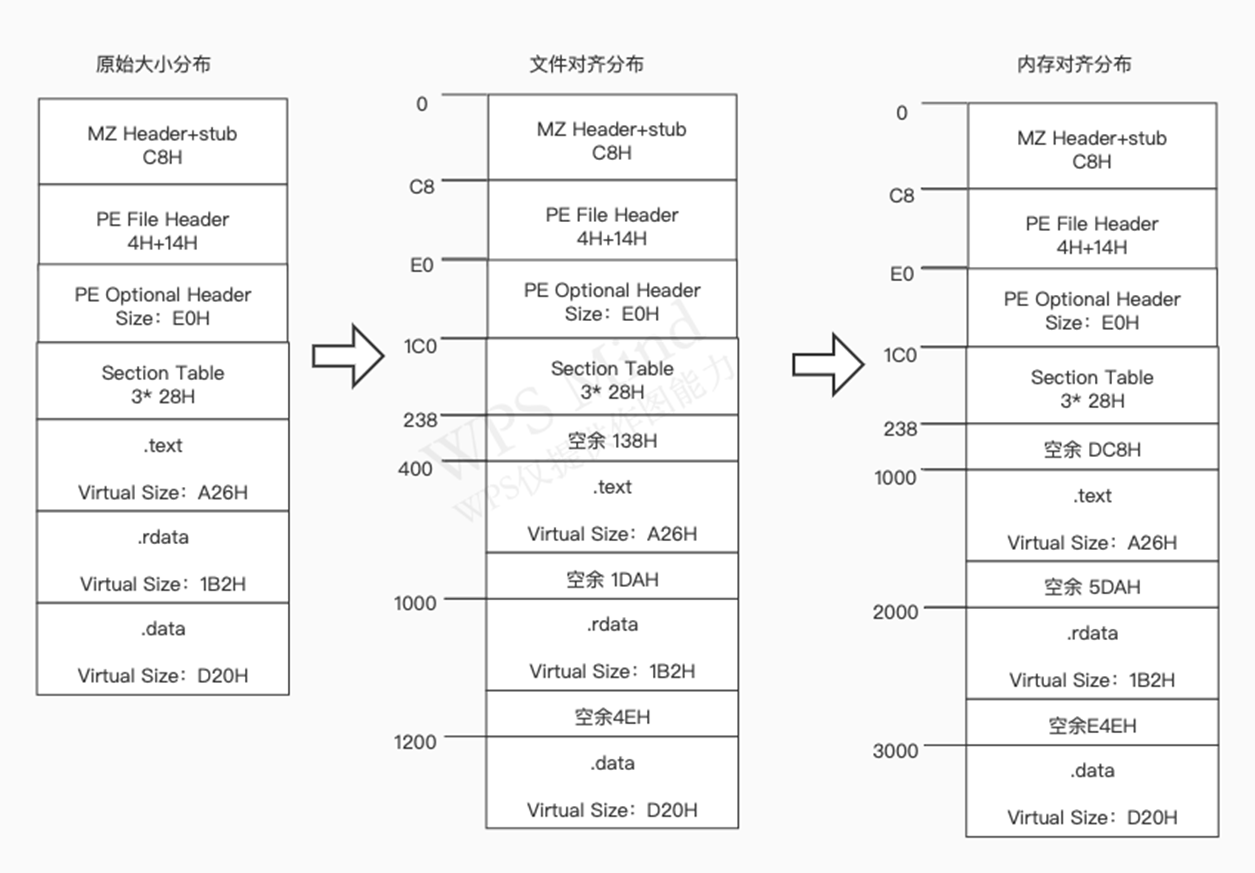 原始大小分布
MZ Header+stub
C8H
PE File Header
4H+14H
PE Optional Header
Size: E0H
Section Table
3* 28H
.text
Virtual Size: A26H
.rdata
Virtual Size: 1B2H
.data
Virtual Size: D20H
文件对齐分布
0
MZ Header+stub
C8H
C8
PE File Header
4H+14H
E0
PE Optional Header
Size: E0H
1C0
Section Table
3* 28H
238
空余 138H
400
.text
Virtual Size: A26H
空余 1DAH
1000
.rdata
Virtual Size: 1B2H
空余4EH
1200
.data
Virtual Size: D20H
WPS Mind
WPS仅提供作图能力
内存对齐分布
0
MZ Header+stub
C8H
C8
PE File Header
4H+14H
E0
PE Optional Header
Size: E0H
1C0
Section Table
3* 28H
238
空余 DC8H
1000
.text
Virtual Size: A26H
空余 5DAH
2000
.rdata
Virtual Size: 1B2H
空余E4EH
3000
.data
Virtual Size: D20H